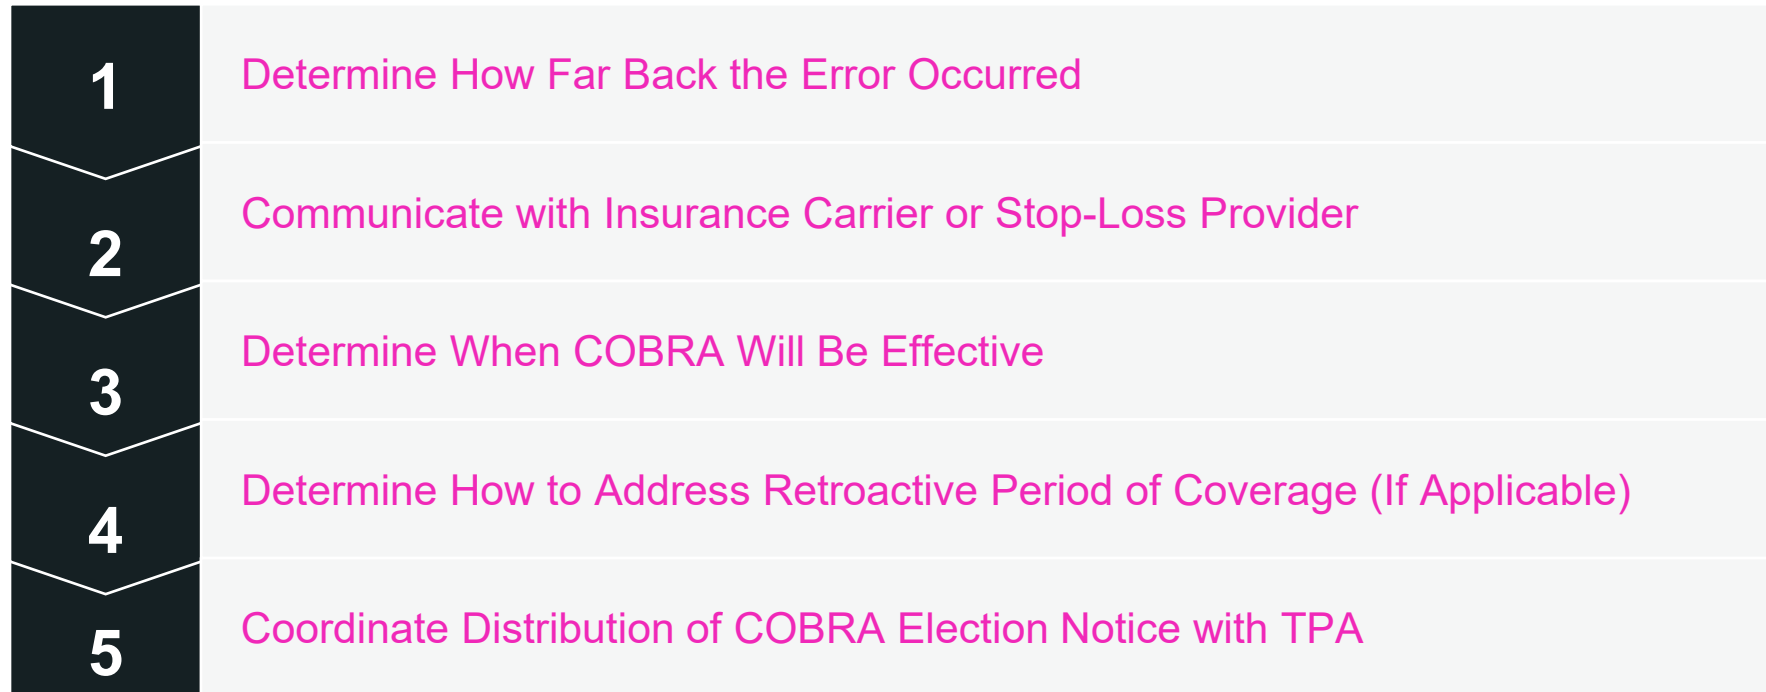 1
Determine How Far Back the Error Occurred
2
Communicate with Insurance Carrier or Stop-Loss Provider
3
Determine When COBRA Will Be Effective
4
Determine How to Address Retroactive Period of Coverage (If Applicable)
5
Coordinate Distribution of COBRA Election Notice with TPA